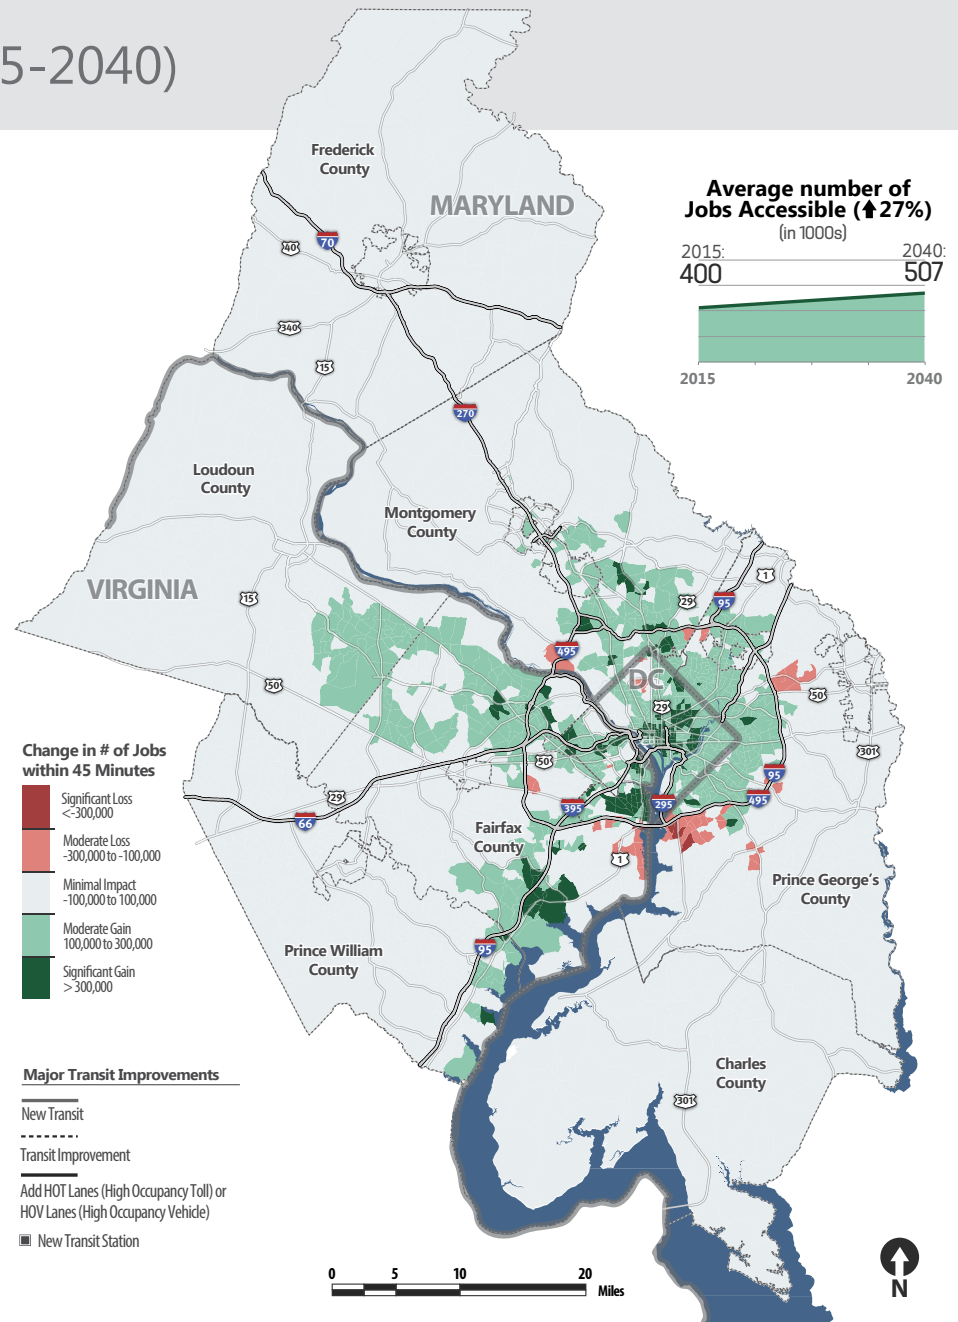 5-2040)
Frederick
County
MARYLAND
Average number of
Jobs Accessible (⬆27%)
(in 1000s)
2015:
2040:
400
507
2015
2040
70
40
340
15
270
Loudoun
County
Montgomery
County
VIRGINIA
15
1
29
95
495
DC
50
50
29
301
Change in # of Jobs
within 45 Minutes
Significant Loss
<-300,000
Moderate Loss
-300,000 to -100,000
Minimal Impact
-100,000 to 100,000
Moderate Gain
100,000 to 300,000
Significant Gain
> 300,000
50
95
29
66
395
295
495
Fairfax
County
1
Prince George's
County
95
Prince William
County
Charles
County
301
Major Transit Improvements
New Transit
Transit Improvement
Add HOT Lanes (High Occupancy Toll) or
HOV Lanes (High Occupancy Vehicle)
New Transit Station
0 5 10 20
Miles
N